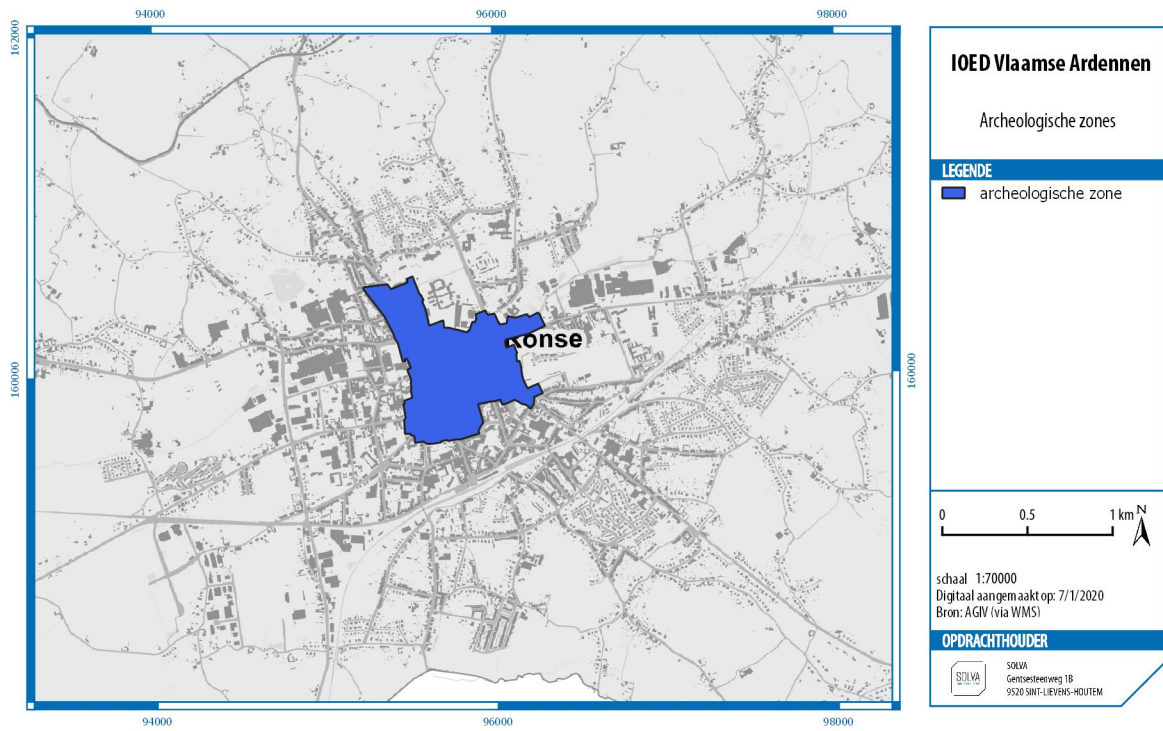 94000
96000
98000
162000
160000
160000
Ronse
94000
96000
98000
IOED Vlaamse Ardennen
Archeologische zones
LEGENDE
archeologische zone
0 0.5 1 km N
schaal 1:70000
Digitaal aangemaakt op: 7/1/2020
Bron: AGIV (via WMS)
OPDRACHTHOUDER
SOLVA
SOLVA
Gentsesteenweg 1B
9520 SINT-LIEVENS-HOUTEM